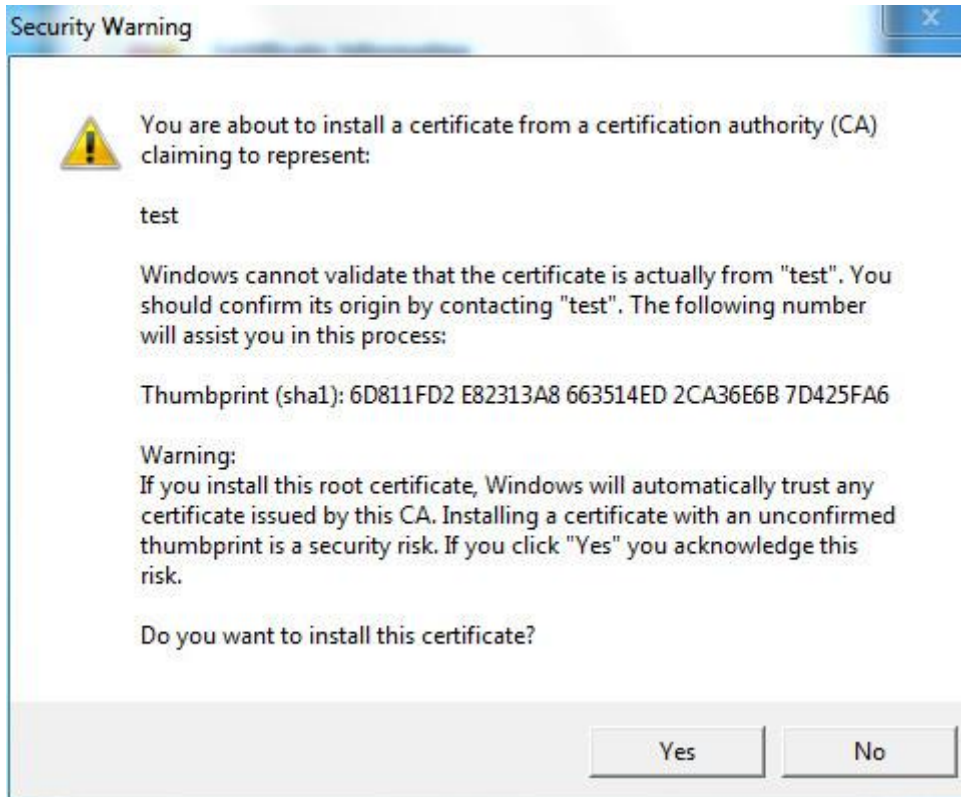 Security Warning
You are about to install a certificate from a certification authority (CA)
claiming to represent:
test
Windows cannot validate that the certificate is actually from "test". You
should confirm its origin by contacting "test". The following number
will assist you in this process:
Thumbprint (sha1): 6D811FD2 E82313A8 663514ED 2CA36E6B 7D425FA6
Warning:
If you install this root certificate, Windows will automatically trust any
certificate issued by this CA. Installing a certificate with an unconfirmed
thumbprint is a security risk. If you click "Yes" you acknowledge this
risk.
Do you want to install this certificate?
Yes
No